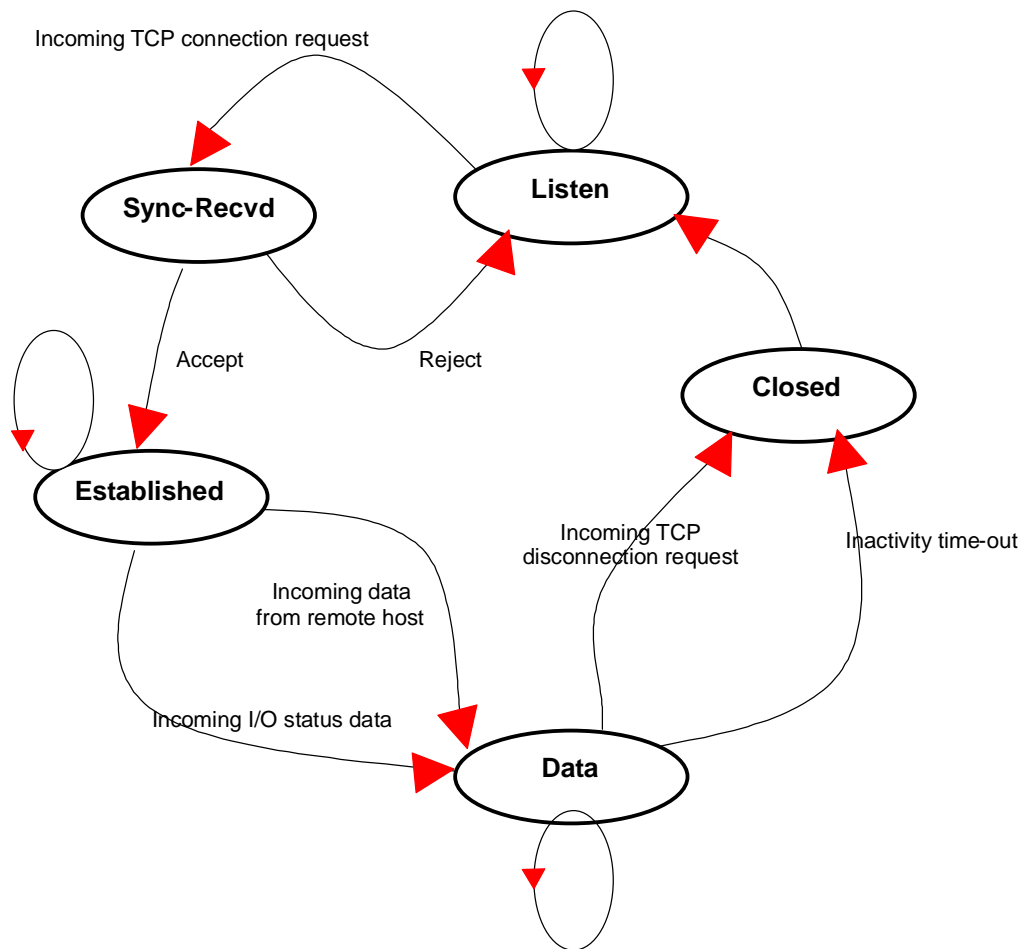 Incoming TCP connection request
Listen
Sync-Recvd
Accept
Reject
Closed
Established
Incoming TCP
disconnection request
Inactivity time-out
Incoming data
from remote host
Incoming I/O status data
Data